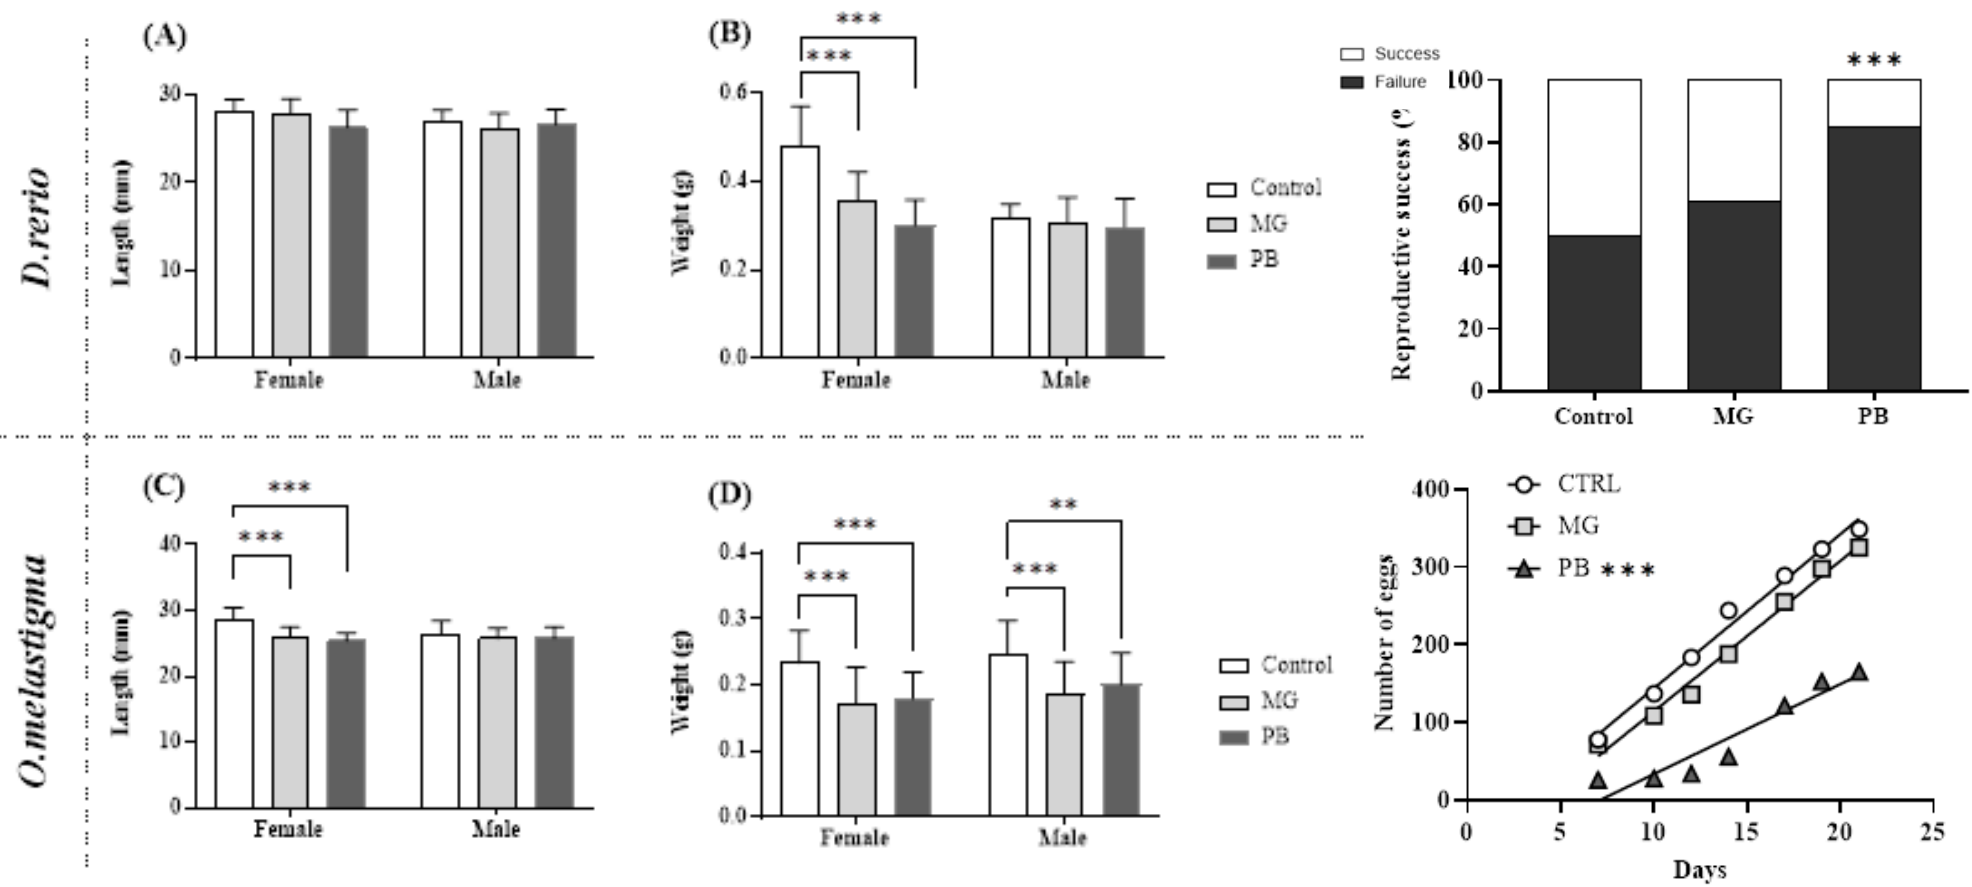 D.rerio
(A)
Length (mm)
30
20
10
0
Female
Male
(B)
***
***
Weight (g)
0.6
0.4
0.2
0.0
Female
Male
Control
MG
PB
Success
Failure
***
Reproductive success (%
100
80
60
40
20
0
Control
MG
PB
O.melastigma
(C)
***
***
Length (mm)
40
30
20
10
0
Female
Male
(D)
***
***
**
***
Weight (g)
0.4
0.3
0.2
0.1
0.0
Female
Male
Control
MG
PB
CTRL
MG
PB ***
Number of eggs
400
300
200
100
0
0
5
10
15
20
25
Days